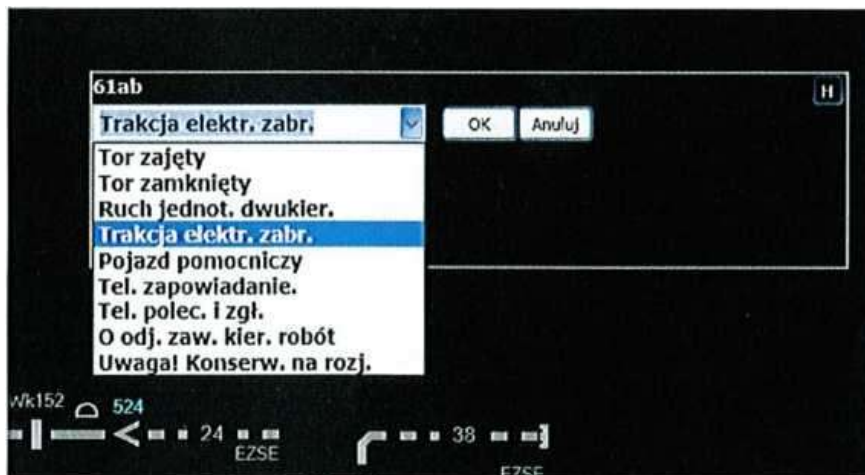 61ab
H
Trakcja elektr. zabr.
OK
Anuluj
Tor zajęty
Tor zamknięty
Ruch jednot. dwukier.
Trakcja elektr. zabr.
Pojazd pomocniczy
Tel. zapowiadanie.
Tel. polec. i zgł.
O odj. zaw. kier. robót
Uwaga! Konserw. na rozj.
Wk152
524
24
38
EZSE
EZSE